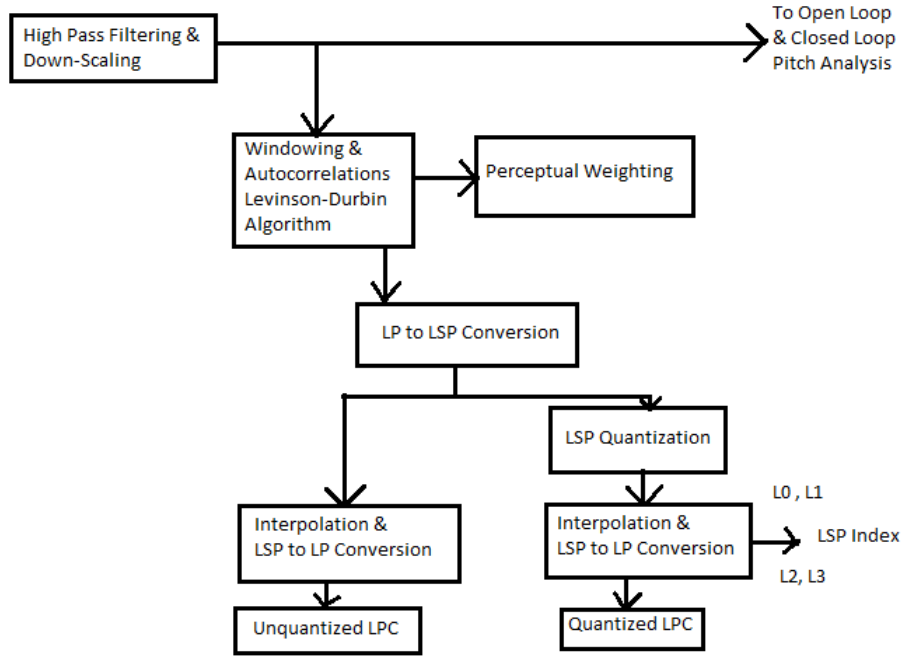 High Pass Filtering &
Down-Scaling
To Open Loop
& Closed Loop
Pitch Analysis
Windowing &
Autocorrelations
Levinson-Durbin
Algorithm
Perceptual Weighting
LP to LSP Conversion
LSP Quantization
Interpolation &
LSP to LP Conversion
Interpolation &
LSP to LP Conversion
L0 , L1
LSP Index
L2, L3
Unquantized LPC
Quantized LPC